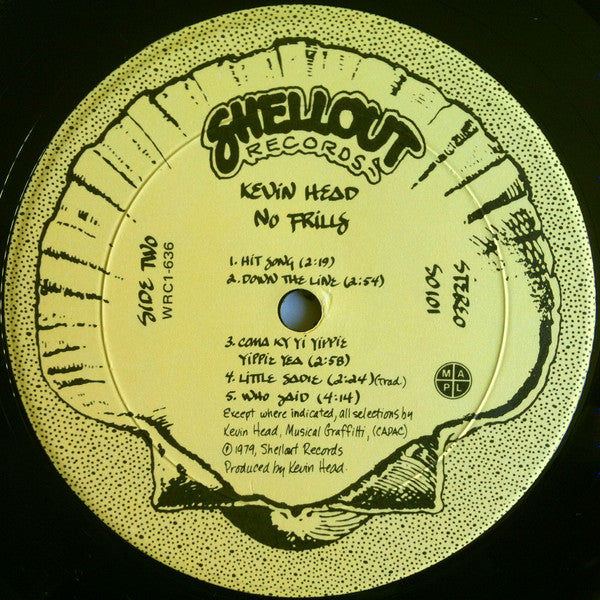 SHELLOUT
RECORDS
KEVIN HEAD
NO FRILLS
SIDE TWO
WRC1-636
STEREO
SO101
1. HIT SONG (2:19)
2. DOWN THE LINE (2:54)
3. COMA KY YI YIPPIE
YIPPIE YEA (2:58)
4. LITTLE SADIE (2:24) (trad.)
5. WHO SAID (4:14)
M A
P L
Except where indicated, all selections by
Kevin Head, Musical Graffitti, (CAPAC)
Ⓟ 1979, Shellout Records
Produced by Kevin Head.